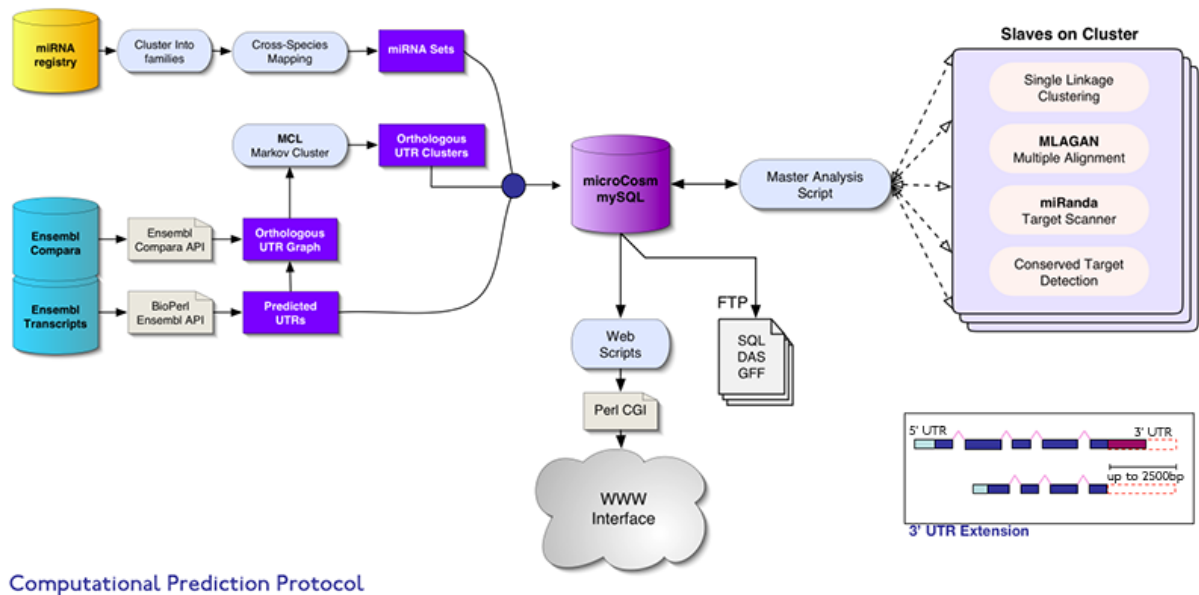 miRNA
registry
Cluster Into
families
Cross-Species
Mapping
miRNA Sets
MCL
Markov Cluster
Orthologous
UTR Clusters
Ensembl
Compara
Ensembl
Compara API
Orthologous
UTR Graph
Ensembl
Transcripts
BioPerl
Ensembl API
Predicted
UTRs
microCosm
mySQL
Master Analysis
Script
Slaves on Cluster
Single Linkage
Clustering
MLAGAN
Multiple Alignment
miRanda
Target Scanner
Conserved Target
Detection
Web
Scripts
Perl CGI
WWW
Interface
FTP
SQL
DAS
GFF
5' UTR
3' UTR
up to 2500bp
3' UTR Extension
Computational Prediction Protocol